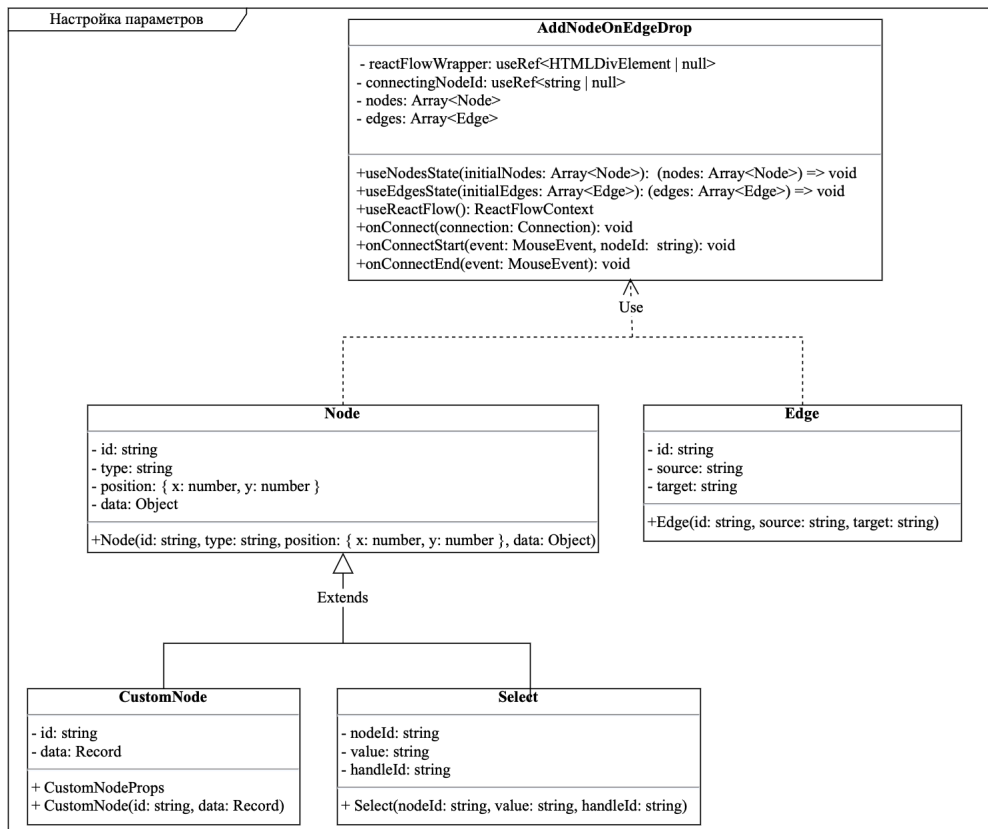 Настройка параметров
AddNodeOnEdgeDrop
- reactFlowWrapper: useRef<HTMLDivElement | null>
- connectingNodeId: useRef<string | null>
- nodes: Array<Node>
- edges: Array<Edge>
+useNodesState(initialNodes: Array<Node>): (nodes: Array<Node>) => void
+useEdgesState(initialEdges: Array<Edge>): (edges: Array<Edge>) => void
+useReactFlow(): ReactFlowContext
+onConnect(connection: Connection): void
+onConnectStart(event: MouseEvent, nodeId: string): void
+onConnectEnd(event: MouseEvent): void
Use
Node
- id: string
- type: string
- position: { x: number, y: number }
- data: Object
+Node(id: string, type: string, position: { x: number, y: number }, data: Object)
Edge
- id: string
- source: string
- target: string
+Edge(id: string, source: string, target: string)
Extends
CustomNode
- id: string
- data: Record
+ CustomNodeProps
+ CustomNode(id: string, data: Record)
Select
- nodeId: string
- value: string
- handleId: string
+ Select(nodeId: string, value: string, handleId: string)